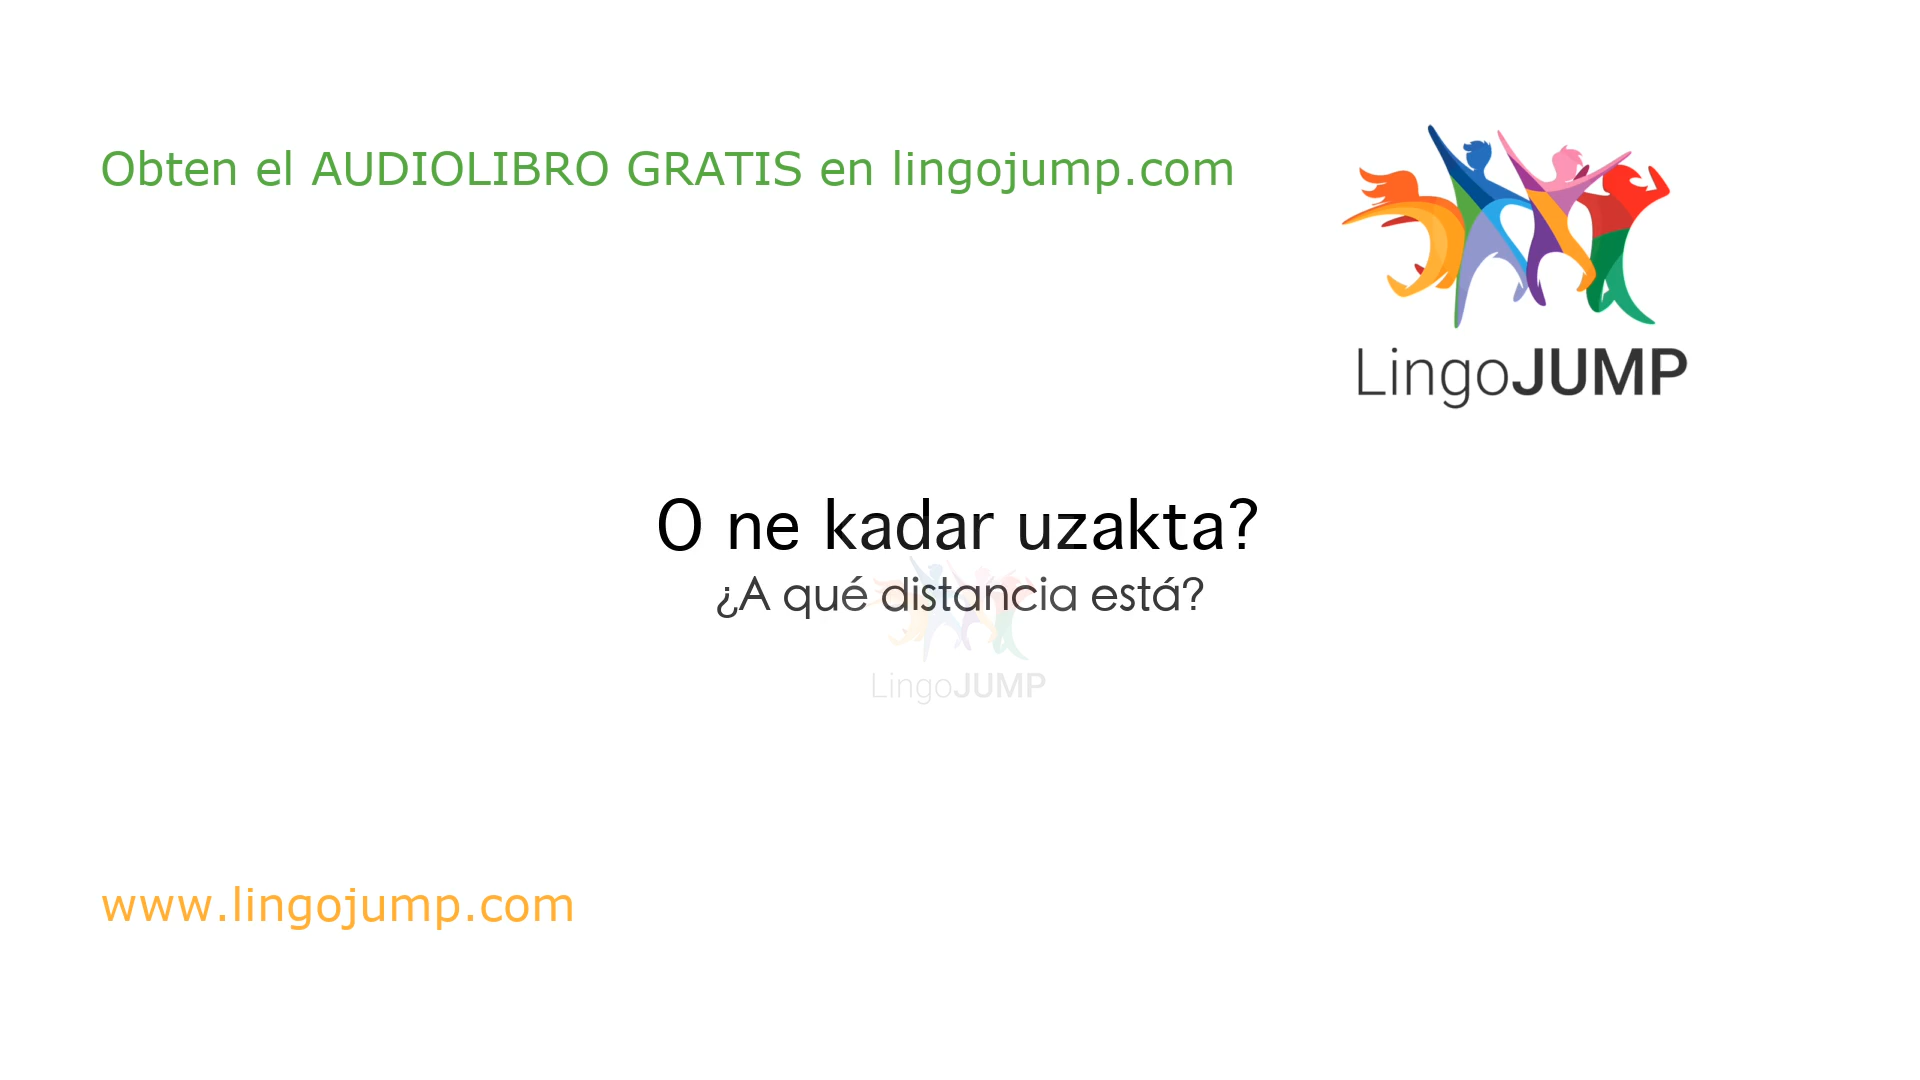 Obten el AUDIOLIBRO GRATIS en lingojump.com
LingoJUMP
O ne kadar uzakta?
¿A qué distancia está?
LingoJUMP
www.lingojump.com